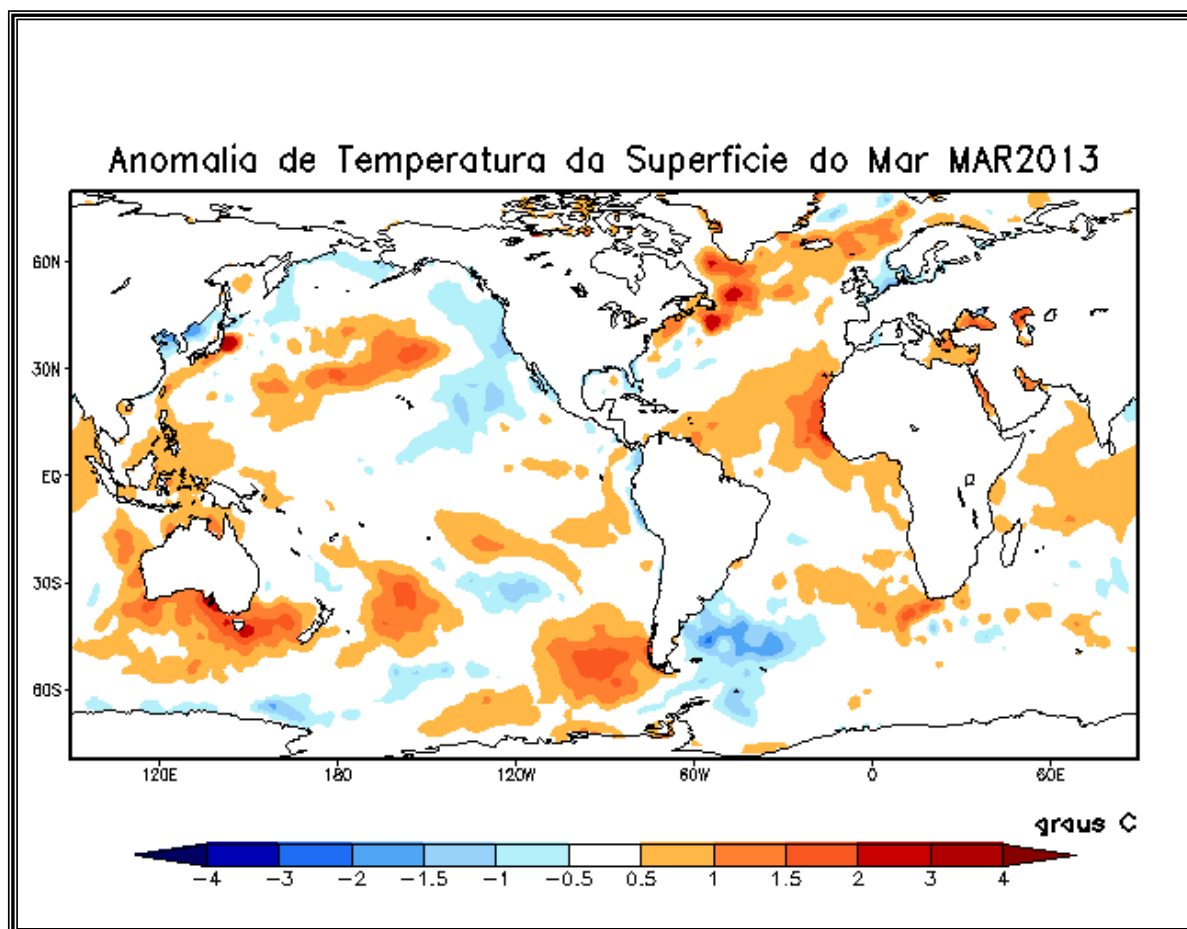 Anomalia de Temperatura da Superficie do Mar MAR2013
60N
30N
EQ
30S
60S
120E 180 120W 60W 0 60E
graus C
-4 -3 -2 -1.5 -1 -0.5 0.5 1 1.5 2 3 4